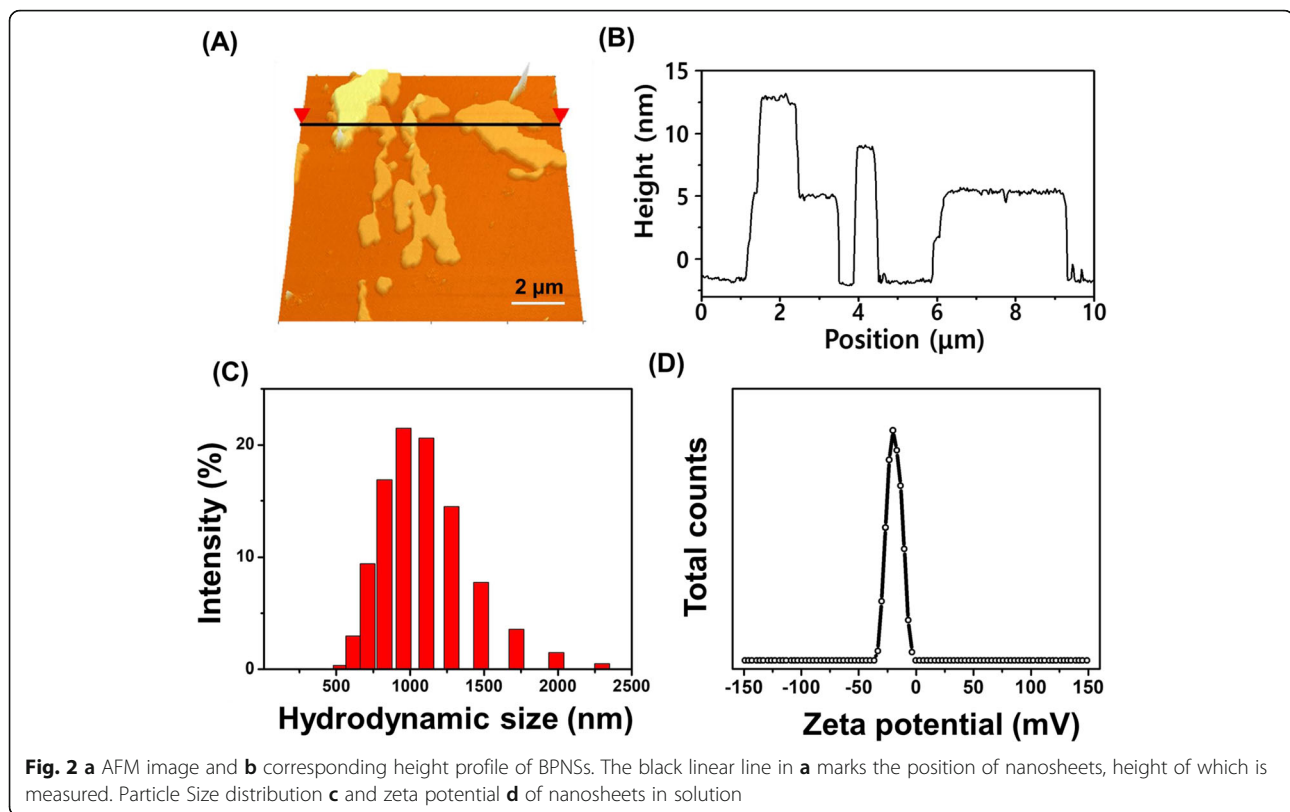 (A)
2 µm
(B)
15
10
5
0
Height (nm)
0 2 4 6 8 10
Position (µm)
(C)
20
10
0
Intensity (%)
500 1000 1500 2000 2500
Hydrodynamic size (nm)
(D)
Total counts
-150 -100 -50 0 50 100 150
Zeta potential (mV)
Fig. 2 a AFM image and b corresponding height profile of BPNSs. The black linear line in a marks the position of nanosheets, height of which is
measured. Particle Size distribution c and zeta potential d of nanosheets in solution